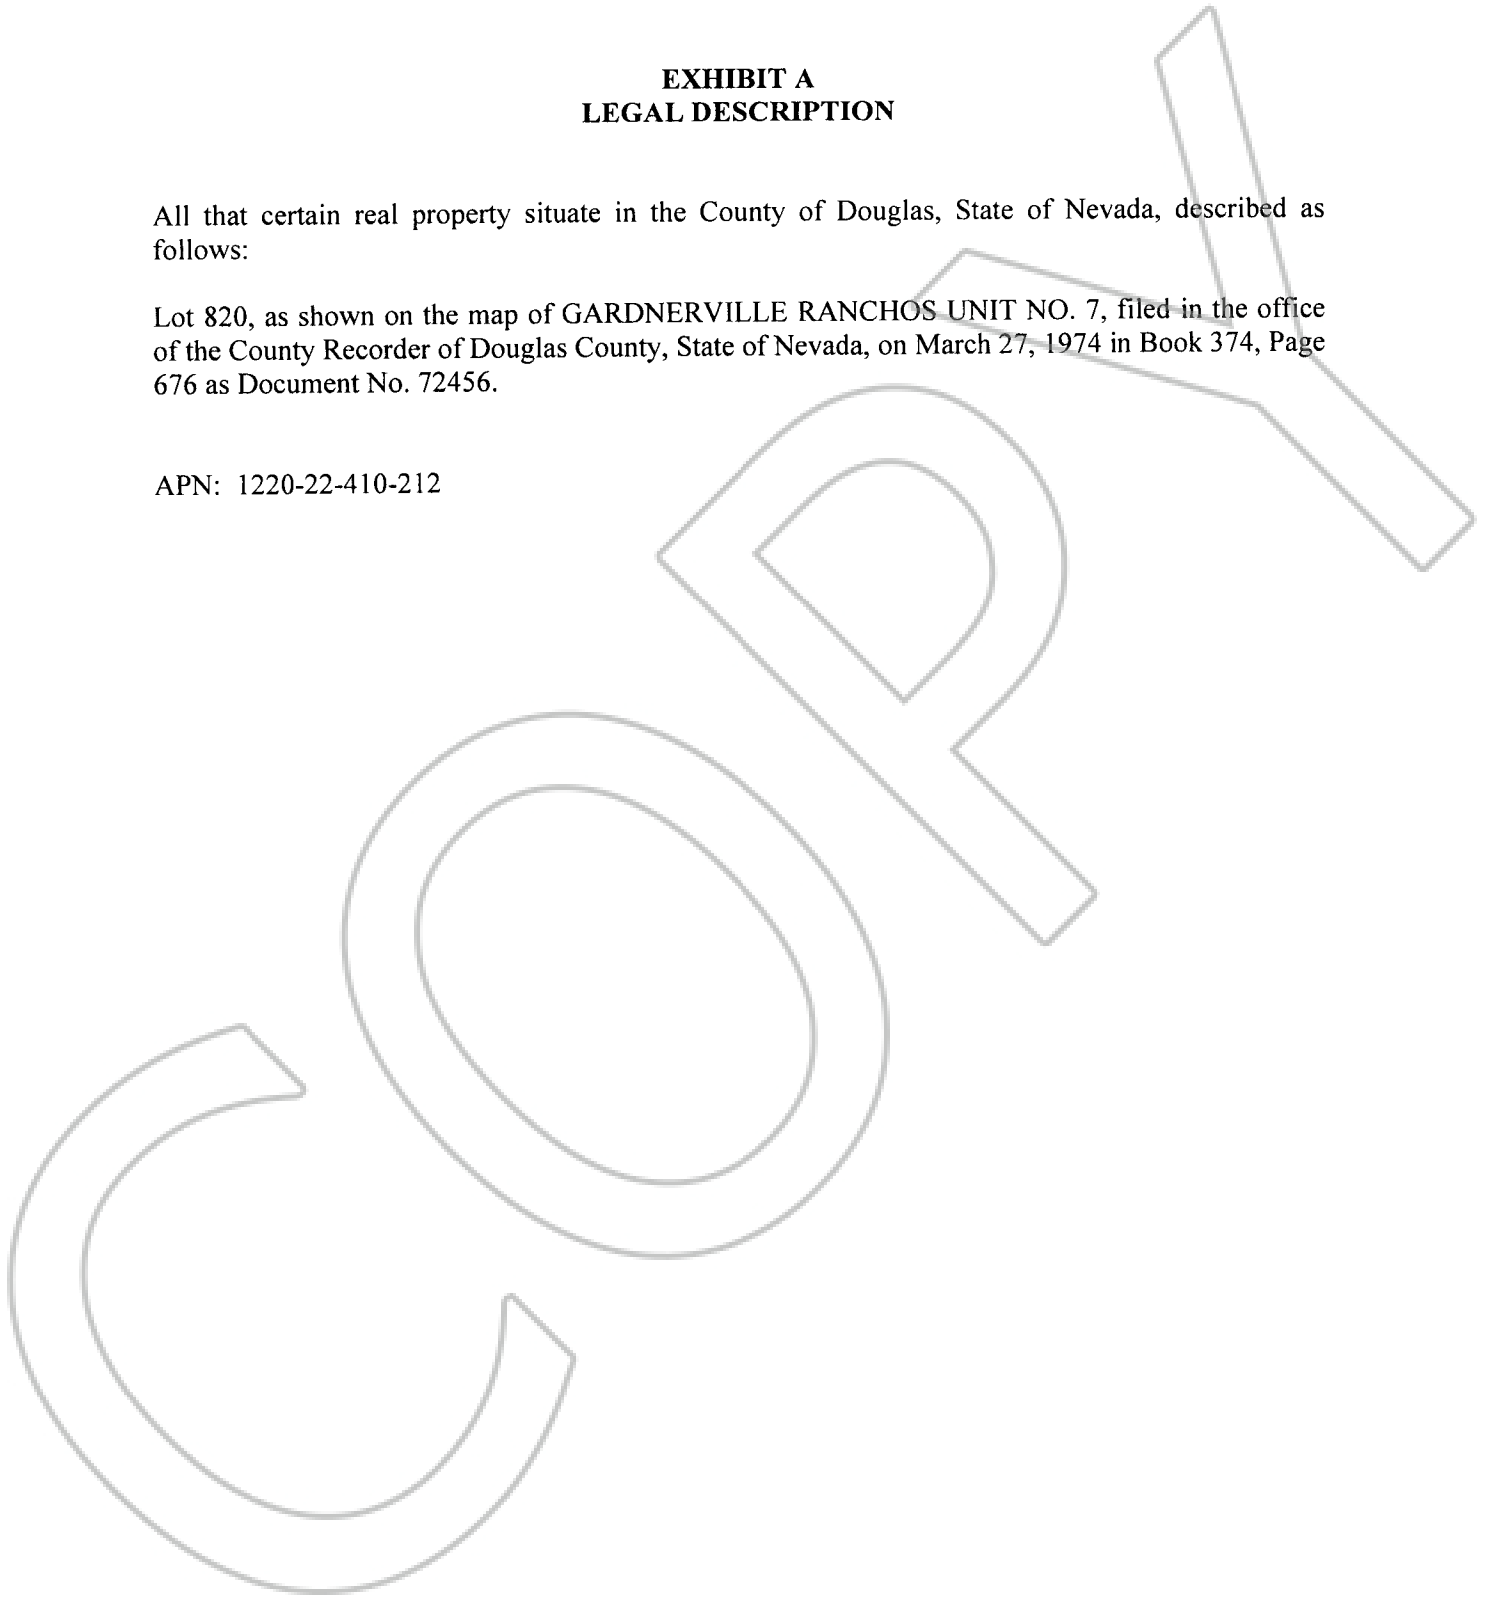 EXHIBIT A
LEGAL DESCRIPTION
All that certain real property situate in the County of Douglas, State of Nevada, described as
follows:
Lot 820, as shown on the map of GARDNERVILLE RANCHOS UNIT NO. 7, filed in the office
of the County Recorder of Douglas County, State of Nevada, on March 27, 1974 in Book 374, Page
676 as Document No. 72456.
APN: 1220-22-410-212
COPY